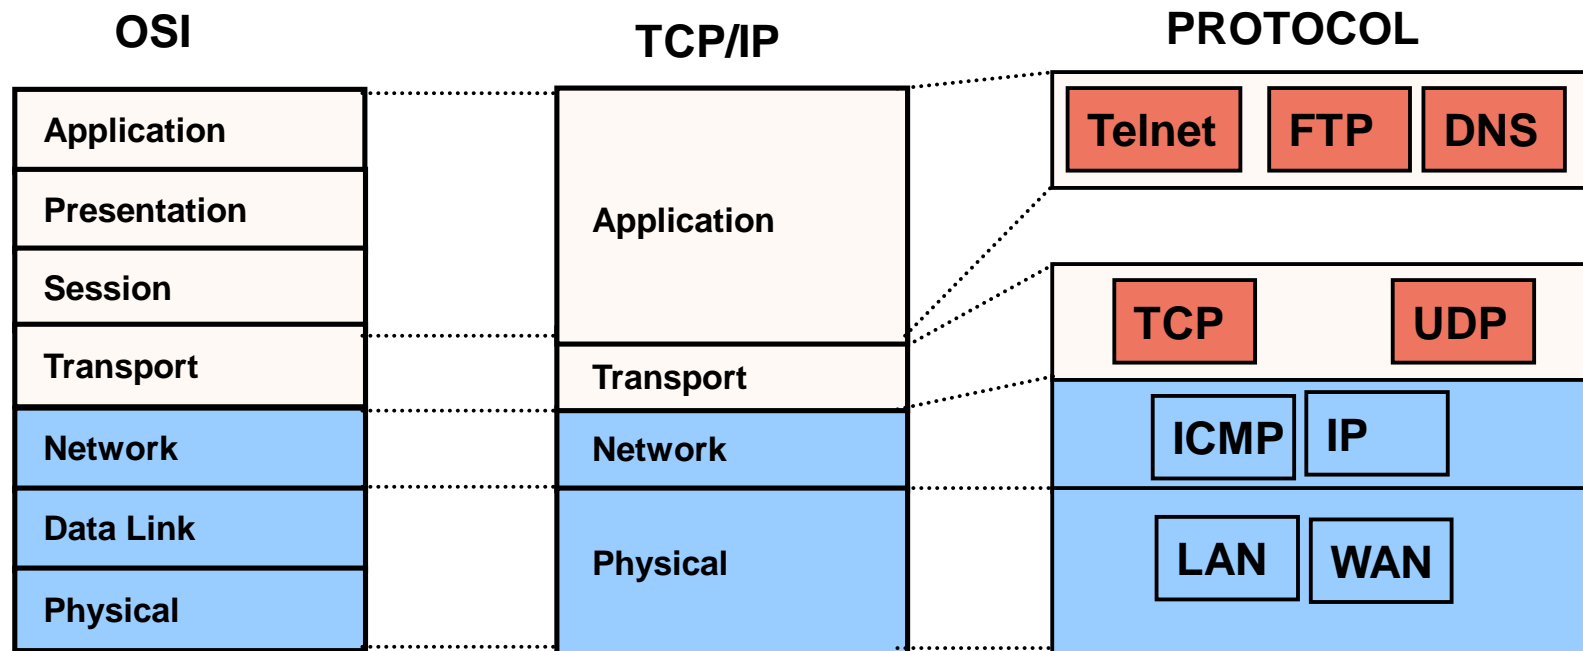 OSI
TCP/IP
PROTOCOL
Application
Presentation
Session
Transport
Network
Data Link
Physical
Application
Transport
Network
Physical
Telnet FTP DNS
TCP UDP
ICMP IP
LAN WAN